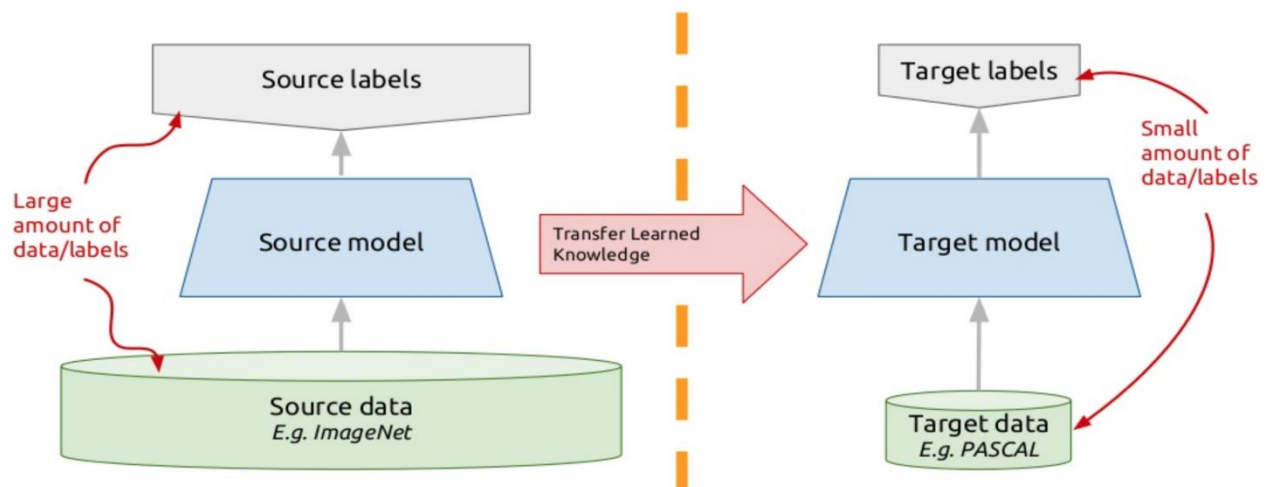 Source labels
Large
amount of
data/labels
Source model
Source data
E.g. ImageNet
Transfer Learned
Knowledge
Target labels
Small
amount of
data/labels
Target model
Target data
E.g. PASCAL